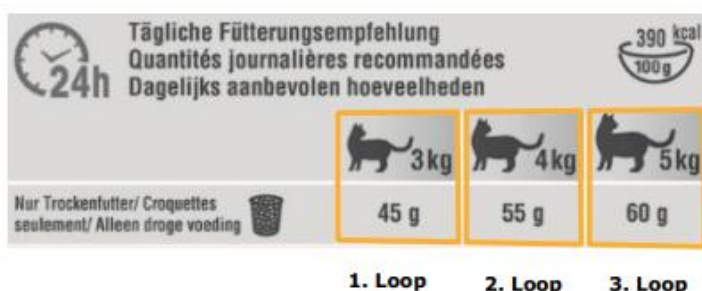 24h
Tägliche Fütterungsempfehlung
Quantités journalières recommandées
Dagelijks aanbevolen hoeveelheden
390 kcal
100g
3kg
4kg
5kg
Nur Trockenfutter/ Croquettes
seulement/ Alleen droge voeding
45 g
55 g
60 g
1. Loop
2. Loop
3. Loop